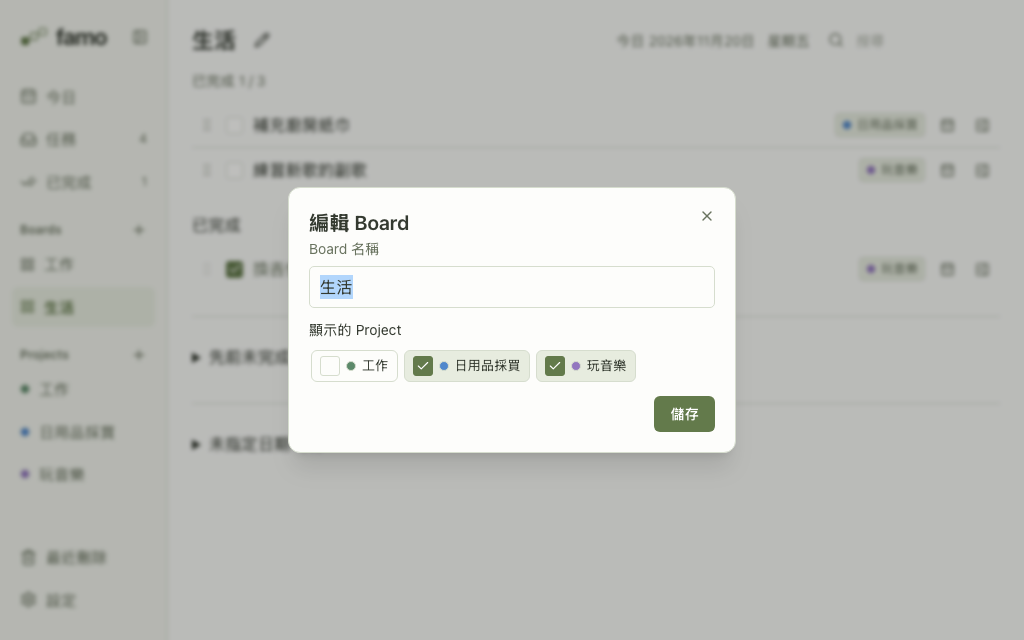 famo
今日
任務
4
已完成
1
Boards
工作
生活
Projects
工作
日用品採買
玩音樂
最近刪除
設定
生活
今日 2026年11月20日 星期五
搜尋
已完成 1 / 3
補充廚房紙巾
日用品採買
練習新歌的副歌
玩音樂
已完成
玩音樂
先前未完成
未指定日期
編輯 Board
Board 名稱
生活
顯示的 Project
工作
日用品採買
玩音樂
儲存